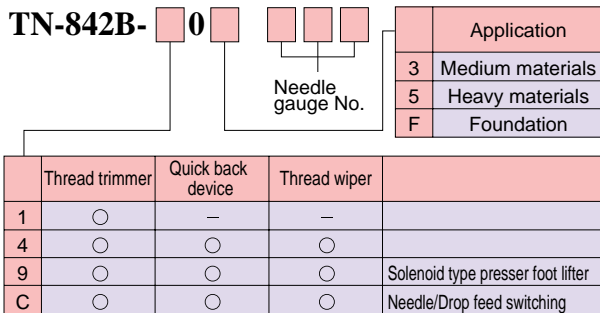 TN-842B- 0
Needle
gauge No.
Application
3 Medium materials
5 Heavy materials
F Foundation
Thread trimmer Quick back device Thread wiper
1 ○ – –
4 ○ ○ ○
9 ○ ○ ○ Solenoid type presser foot lifter
C ○ ○ ○ Needle/Drop feed switching